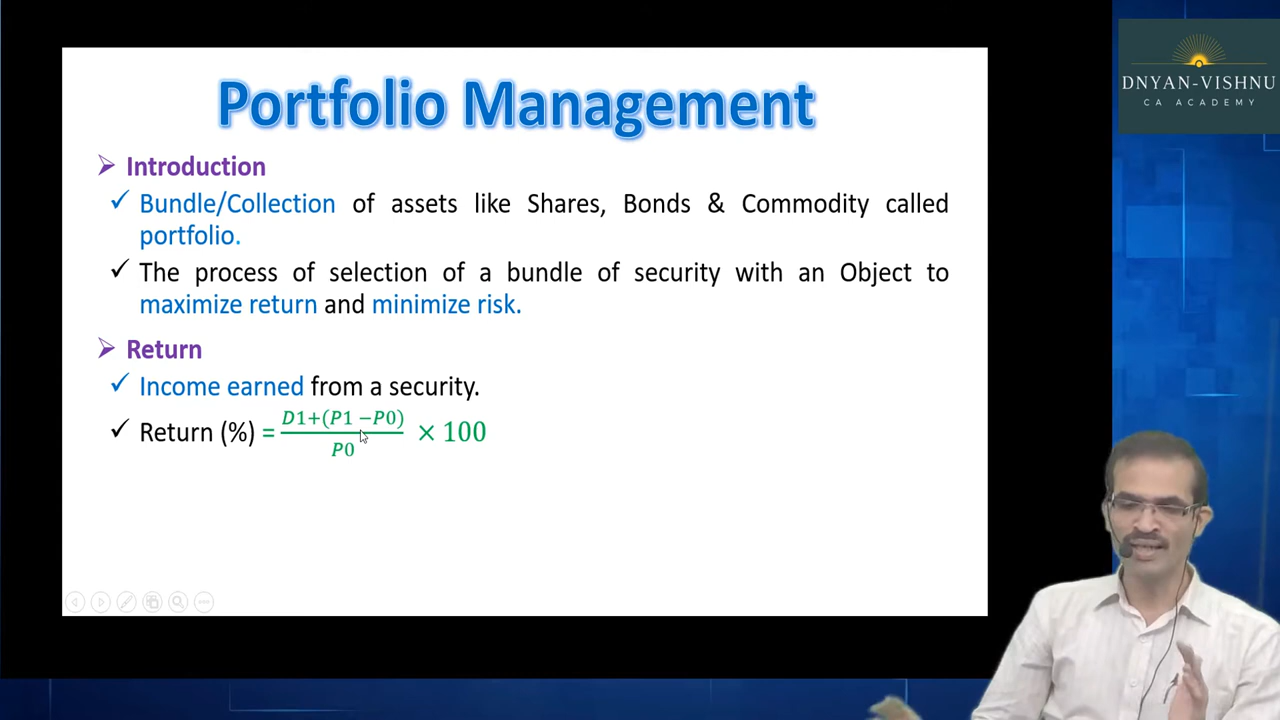 DNYAN-VISHNU
CA ACADEMY
Portfolio Management
Introduction
Bundle/Collection of assets like Shares, Bonds & Commodity called
portfolio.
The process of selection of a bundle of security with an Object to
maximize return and minimize risk.
Return
Income earned from a security.
Return (%) = D1+(P1 −P0) / P0 × 100